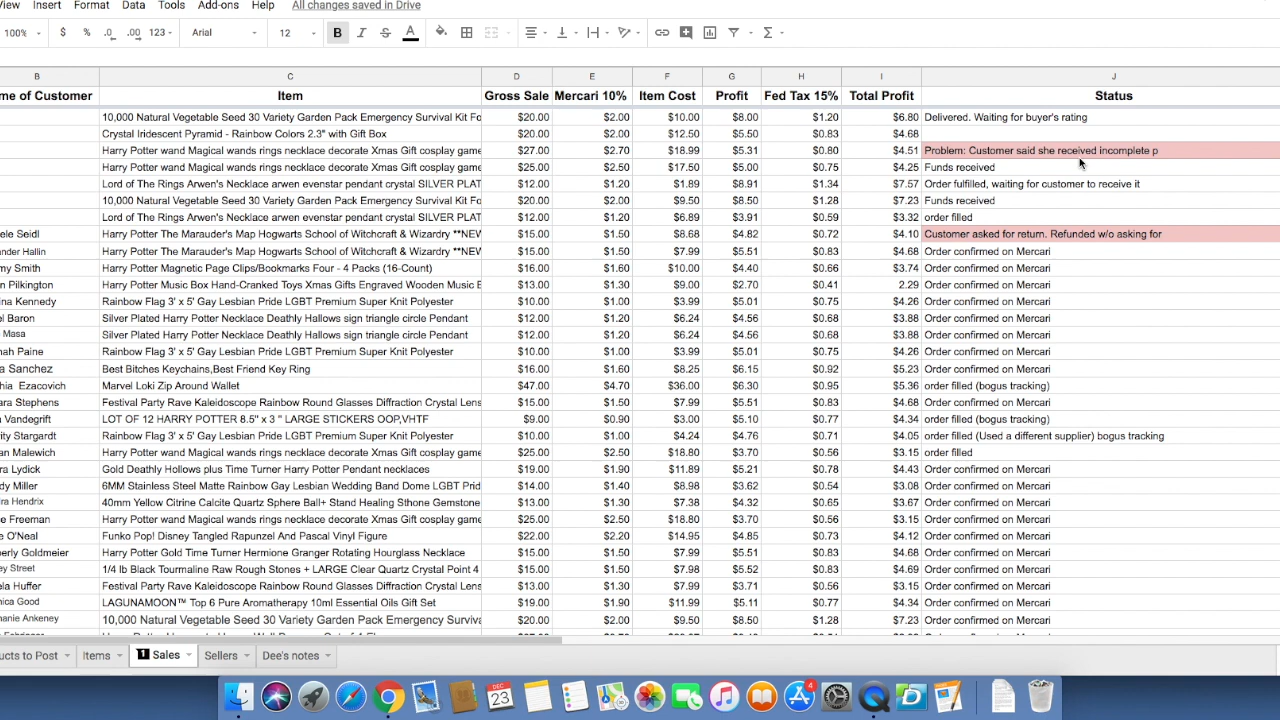 View Insert Format Data Tools Add-ons Help All changes saved in Drive
100% $ % .0 .00 123 Arial 12 B I S A
B C D E F G H I J
me of Customer Item Gross Sale Mercari 10% Item Cost Profit Fed Tax 15% Total Profit Status
10,000 Natural Vegetable Seed 30 Variety Garden Pack Emergency Survival Kit Fo $20.00 $2.00 $10.00 $8.00 $1.20 $6.80 Delivered. Waiting for buyer's rating
Crystal Iridescent Pyramid - Rainbow Colors 2.3" with Gift Box $20.00 $2.00 $12.50 $5.50 $0.83 $4.68
Harry Potter wand Magical wands rings necklace decorate Xmas Gift cosplay game $27.00 $2.70 $18.99 $5.31 $0.80 $4.51 Problem: Customer said she received incomplete p
Harry Potter wand Magical wands rings necklace decorate Xmas Gift cosplay game $25.00 $2.50 $17.50 $5.00 $0.75 $4.25 Funds received
Lord of The Rings Arwen's Necklace arwen evenstar pendant crystal SILVER PLAT $12.00 $1.20 $1.89 $8.91 $1.34 $7.57 Order fulfilled, waiting for customer to receive it
10,000 Natural Vegetable Seed 30 Variety Garden Pack Emergency Survival Kit Fo $20.00 $2.00 $9.50 $8.50 $1.28 $7.23 Funds received
Lord of The Rings Arwen's Necklace arwen evenstar pendant crystal SILVER PLAT $12.00 $1.20 $6.89 $3.91 $0.59 $3.32 order filled
ele Seidl Harry Potter The Marauder's Map Hogwarts School of Witchcraft & Wizardry **NEW $15.00 $1.50 $8.68 $4.82 $0.72 $4.10 Customer asked for return. Refunded w/o asking for
nder Hallin Harry Potter The Marauder's Map Hogwarts School of Witchcraft & Wizardry **NEW $15.00 $1.50 $7.99 $5.51 $0.83 $4.68 Order confirmed on Mercari
my Smith Harry Potter Magnetic Page Clips/Bookmarks Four - 4 Packs (16-Count) $16.00 $1.60 $10.00 $4.40 $0.66 $3.74 Order confirmed on Mercari
n Pilkington Harry Potter Music Box Hand-Cranked Toys Xmas Gifts Engraved Wooden Music E $13.00 $1.30 $9.00 $2.70 $0.41 2.29 Order confirmed on Mercari
na Kennedy Rainbow Flag 3' x 5' Gay Lesbian Pride LGBT Premium Super Knit Polyester $10.00 $1.00 $3.99 $5.01 $0.75 $4.26 Order confirmed on Mercari
el Baron Silver Plated Harry Potter Necklace Deathly Hallows sign triangle circle Pendant $12.00 $1.20 $6.24 $4.56 $0.68 $3.88 Order confirmed on Mercari
Masa Silver Plated Harry Potter Necklace Deathly Hallows sign triangle circle Pendant $12.00 $1.20 $6.24 $4.56 $0.68 $3.88 Order confirmed on Mercari
nah Paine Rainbow Flag 3' x 5' Gay Lesbian Pride LGBT Premium Super Knit Polyester $10.00 $1.00 $3.99 $5.01 $0.75 $4.26 Order confirmed on Mercari
a Sanchez Best Bitches Keychains,Best Friend Key Ring $16.00 $1.60 $8.25 $6.15 $0.92 $5.23 Order confirmed on Mercari
hia Ezacovich Marvel Loki Zip Around Wallet $47.00 $4.70 $36.00 $6.30 $0.95 $5.36 order filled (bogus tracking)
ara Stephens Festival Party Rave Kaleidoscope Rainbow Round Glasses Diffraction Crystal Lens $15.00 $1.50 $7.99 $5.51 $0.83 $4.68 Order confirmed on Mercari
Vandegrift LOT OF 12 HARRY POTTER 8.5" x 3 " LARGE STICKERS OOP,VHTF $9.00 $0.90 $3.00 $5.10 $0.77 $4.34 order filled (bogus tracking)
ity Stargardt Rainbow Flag 3' x 5' Gay Lesbian Pride LGBT Premium Super Knit Polyester $10.00 $1.00 $4.24 $4.76 $0.71 $4.05 order filled (Used a different supplier) bogus tracking
an Malewich Harry Potter wand Magical wands rings necklace decorate Xmas Gift cosplay game $25.00 $2.50 $18.80 $3.70 $0.56 $3.15 order filled
ra Lydick Gold Deathly Hollows plus Time Turner Harry Potter Pendant necklaces $19.00 $1.90 $11.89 $5.21 $0.78 $4.43 Order confirmed on Mercari
dy Miller 6MM Stainless Steel Matte Rainbow Gay Lesbian Wedding Band Dome LGBT Prid $14.00 $1.40 $8.98 $3.62 $0.54 $3.08 Order confirmed on Mercari
ra Hendrix 40mm Yellow Citrine Calcite Quartz Sphere Ball+ Stand Healing Sthone Gemstone $13.00 $1.30 $7.38 $4.32 $0.65 $3.67 Order confirmed on Mercari
e Freeman Harry Potter wand Magical wands rings necklace decorate Xmas Gift cosplay game $25.00 $2.50 $18.80 $3.70 $0.56 $3.15 Order confirmed on Mercari
e O'Neal Funko Pop! Disney Tangled Rapunzel And Pascal Vinyl Figure $22.00 $2.20 $14.95 $4.85 $0.73 $4.12 Order confirmed on Mercari
berly Goldmeier Harry Potter Gold Time Turner Hermione Granger Rotating Hourglass Necklace $15.00 $1.50 $7.99 $5.51 $0.83 $4.68 Order confirmed on Mercari
ey Street 1/4 lb Black Tourmaline Raw Rough Stones + LARGE Clear Quartz Crystal Point 4 $15.00 $1.50 $7.98 $5.52 $0.83 $4.69 Order confirmed on Mercari
ela Huffer Festival Party Rave Kaleidoscope Rainbow Round Glasses Diffraction Crystal Lens $13.00 $1.30 $7.99 $3.71 $0.56 $3.15 Order confirmed on Mercari
nica Good LAGUNAMOON™ Top 6 Pure Aromatherapy 10ml Essential Oils Gift Set $19.00 $1.90 $11.99 $5.11 $0.77 $4.34 Order confirmed on Mercari
hanie Ankeney 10,000 Natural Vegetable Seed 30 Variety Garden Pack Emergency Surviva $20.00 $2.00 $9.50 $8.50 $1.28 $7.23 Order confirmed on Mercari
ucts to Post Items 1 Sales Sellers Dee's notes
DEC 23 4